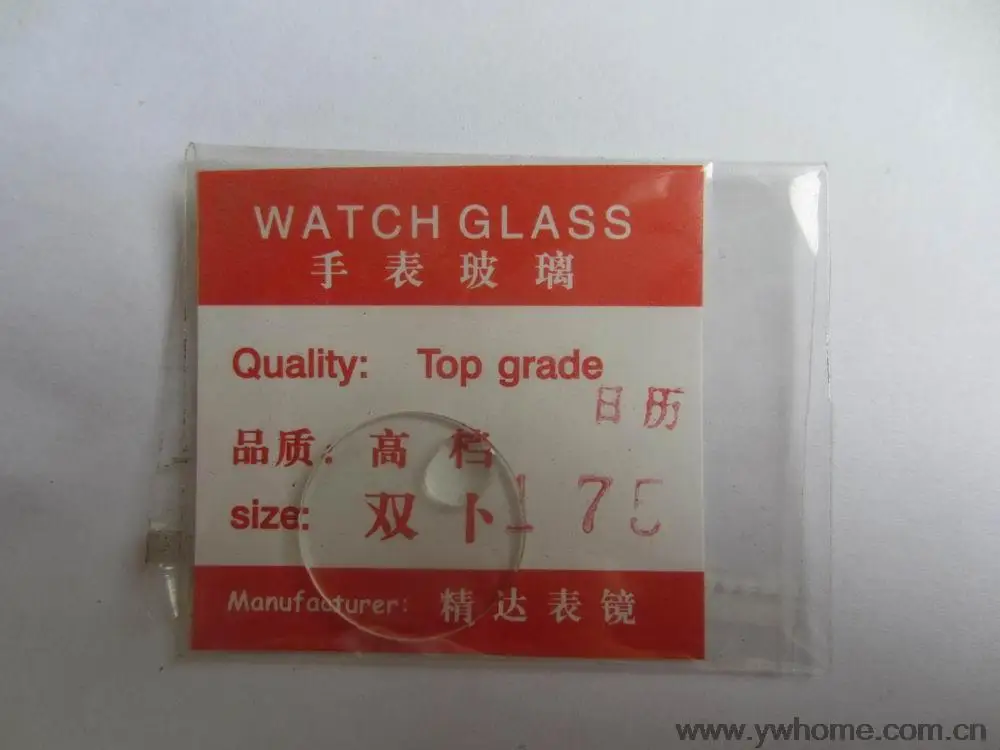 WATCH GLASS
手表玻璃
Quality: Top grade
日历
品质: 高档
size: 双卜175
Manufacturer: 精达表镜
www.ywhome.com.cn